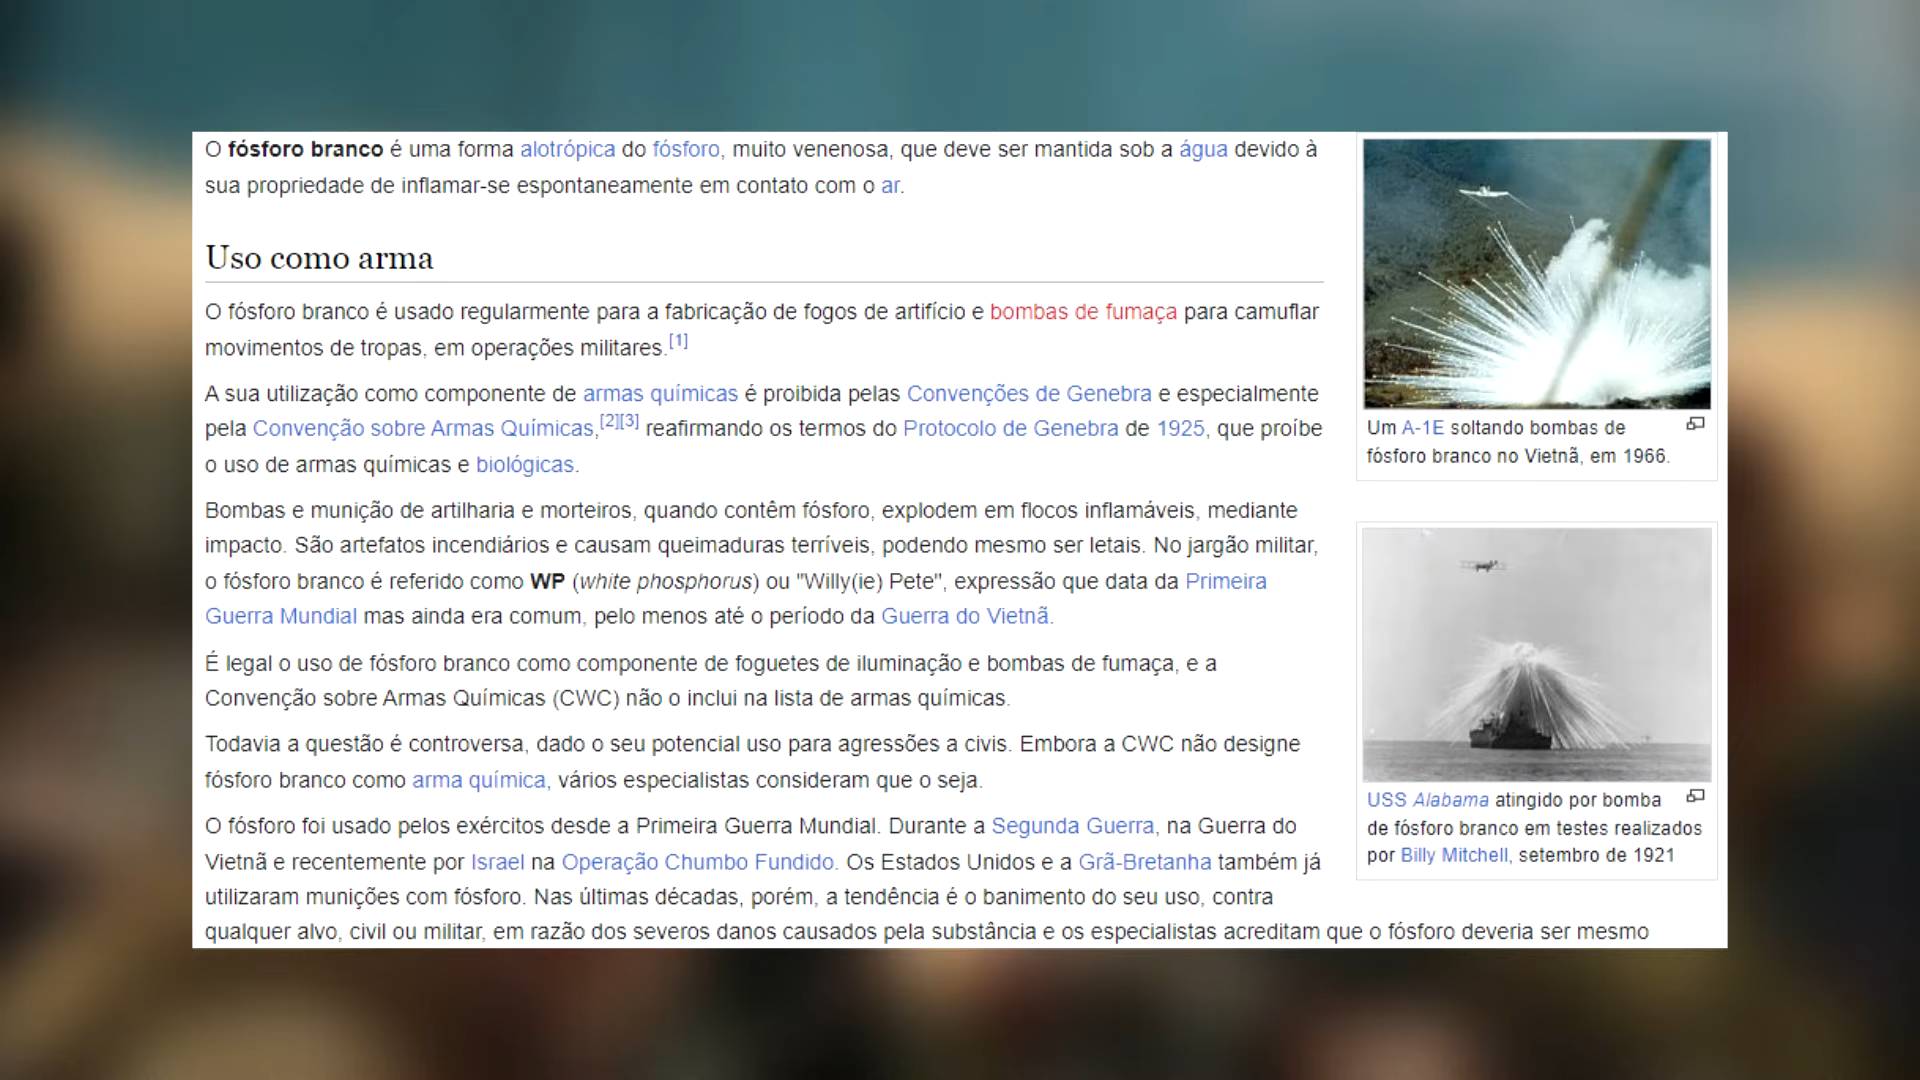 O fósforo branco é uma forma alotrópica do fósforo, muito venenosa, que deve ser mantida sob a água devido à
sua propriedade de inflamar-se espontaneamente em contato com o ar.
Uso como arma
O fósforo branco é usado regularmente para a fabricação de fogos de artifício e bombas de fumaça para camuflar
movimentos de tropas, em operações militares.[1]
A sua utilização como componente de armas químicas é proibida pelas Convenções de Genebra e especialmente
pela Convenção sobre Armas Químicas,[2][3] reafirmando os termos do Protocolo de Genebra de 1925, que proíbe
o uso de armas químicas e biológicas.
Bombas e munição de artilharia e morteiros, quando contêm fósforo, explodem em flocos inflamáveis, mediante
impacto. São artefatos incendiários e causam queimaduras terríveis, podendo mesmo ser letais. No jargão militar,
o fósforo branco é referido como WP (white phosphorus) ou "Willy(ie) Pete", expressão que data da Primeira
Guerra Mundial mas ainda era comum, pelo menos até o período da Guerra do Vietnã.
É legal o uso de fósforo branco como componente de foguetes de iluminação e bombas de fumaça, e a
Convenção sobre Armas Químicas (CWC) não o inclui na lista de armas químicas.
Todavia a questão é controversa, dado o seu potencial uso para agressões a civis. Embora a CWC não designe
fósforo branco como arma química, vários especialistas consideram que o seja.
O fósforo foi usado pelos exércitos desde a Primeira Guerra Mundial. Durante a Segunda Guerra, na Guerra do
Vietnã e recentemente por Israel na Operação Chumbo Fundido. Os Estados Unidos e a Grã-Bretanha também já
utilizaram munições com fósforo. Nas últimas décadas, porém, a tendência é o banimento do seu uso, contra
qualquer alvo, civil ou militar, em razão dos severos danos causados pela substância e os especialistas acreditam que o fósforo deveria ser mesmo
Um A-1E soltando bombas de
fósforo branco no Vietnã, em 1966.
USS Alabama atingido por bomba
de fósforo branco em testes realizados
por Billy Mitchell, setembro de 1921